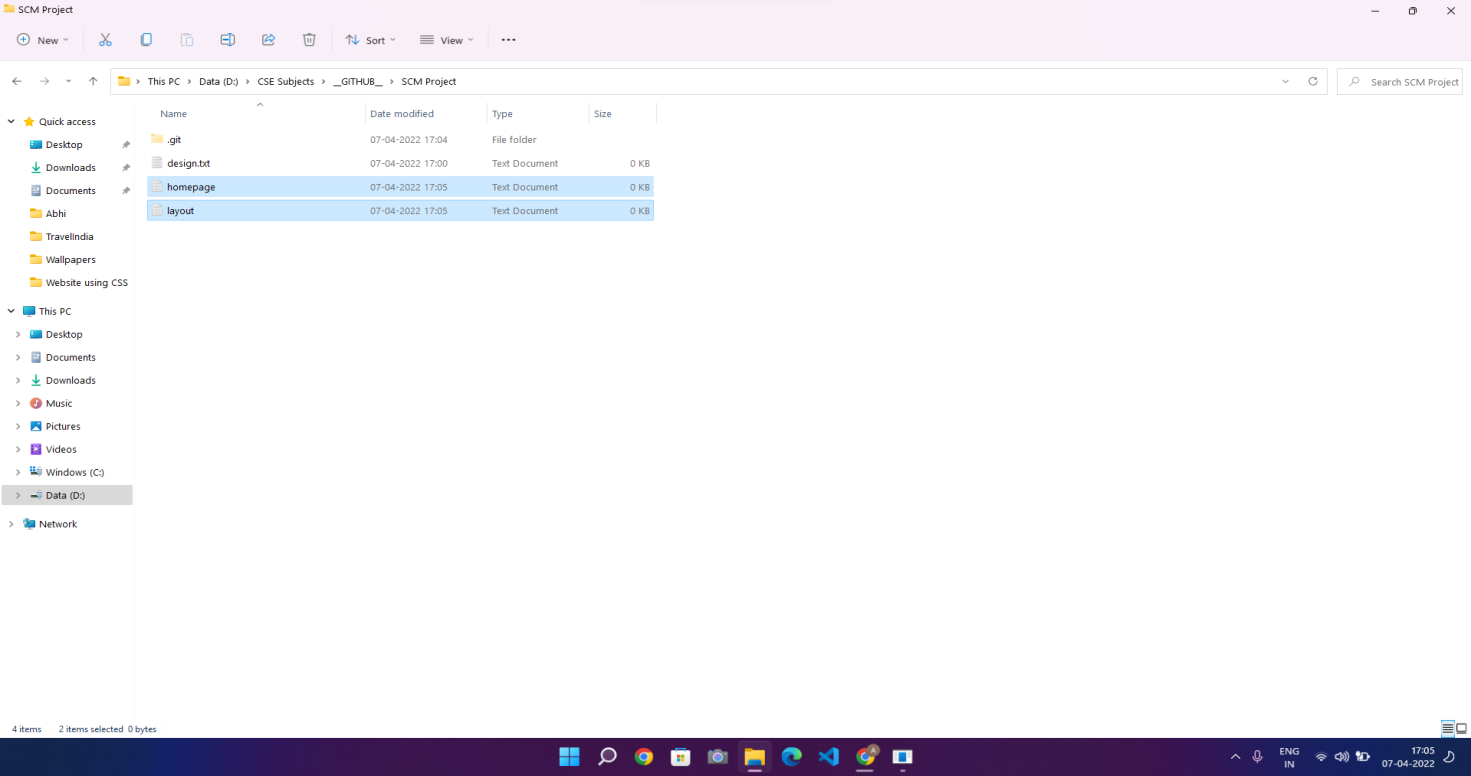 SCM Project
New
Sort
View
This PC
Data (D:)
CSE Subjects
__GITHUB__
SCM Project
Search SCM Project
Quick access
Desktop
Downloads
Documents
Abhi
TravelIndia
Wallpapers
Website using CSS
This PC
Desktop
Documents
Downloads
Music
Pictures
Videos
Windows (C:)
Data (D:)
Network
Name Date modified Type Size
.git 07-04-2022 17:04 File folder
design.txt 07-04-2022 17:00 Text Document 0 KB
homepage 07-04-2022 17:05 Text Document 0 KB
layout 07-04-2022 17:05 Text Document 0 KB
4 items 2 items selected 0 bytes
A
ENG
IN
17:05
07-04-2022